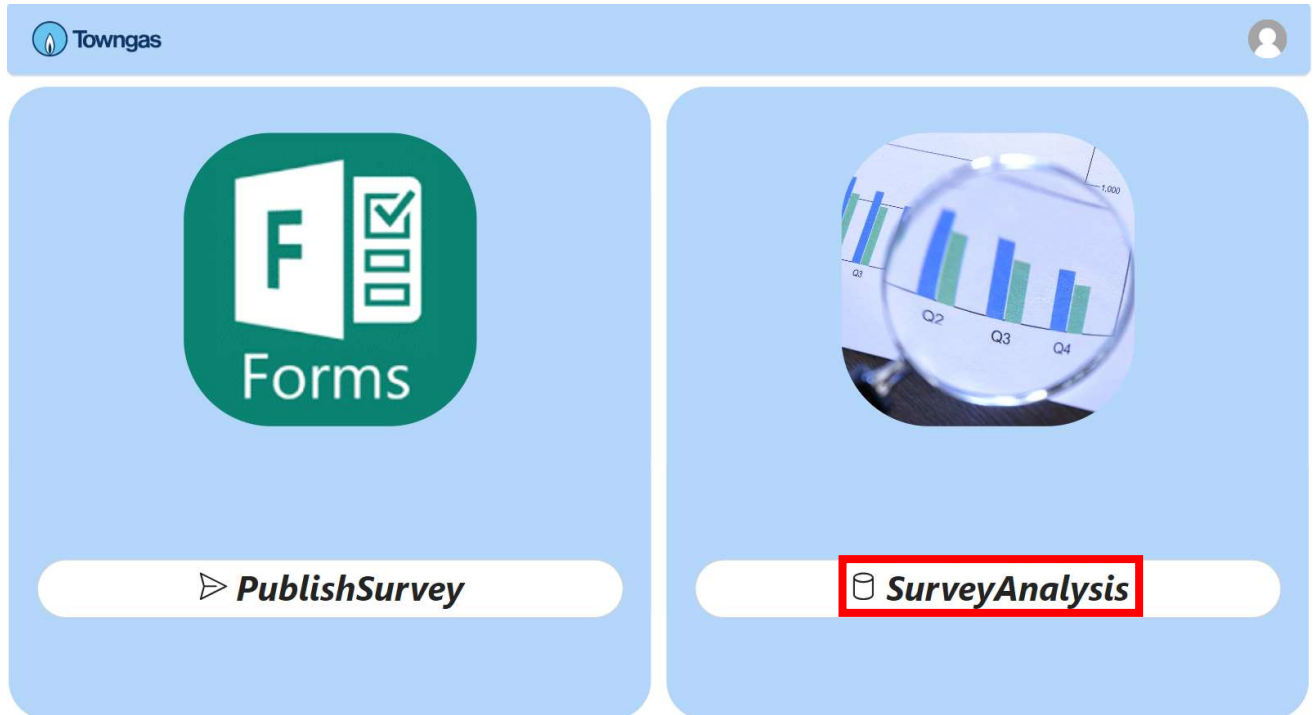 Towngas
F
Forms
1,000
Q3
Q2
Q3
Q4
PublishSurvey
SurveyAnalysis